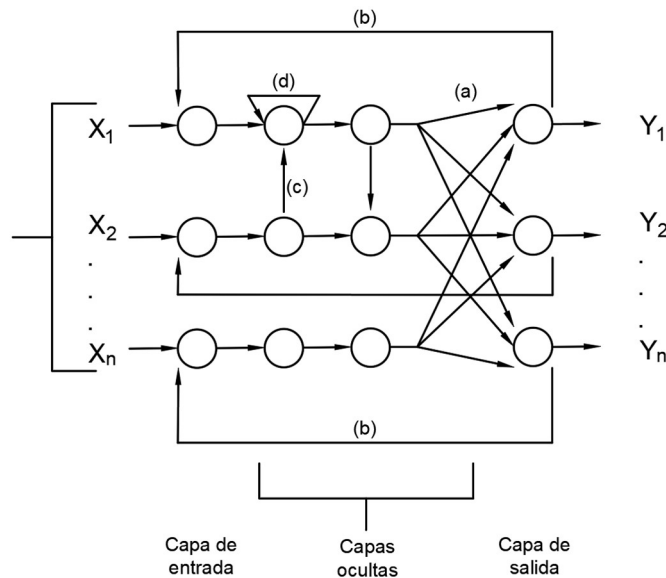 (b)
(d)
(a)
X1
Y1
(c)
X2
Y2
.
.
.
.
.
.
Xn
Yn
(b)
Capa de
entrada
Capas
ocultas
Capa de
salida